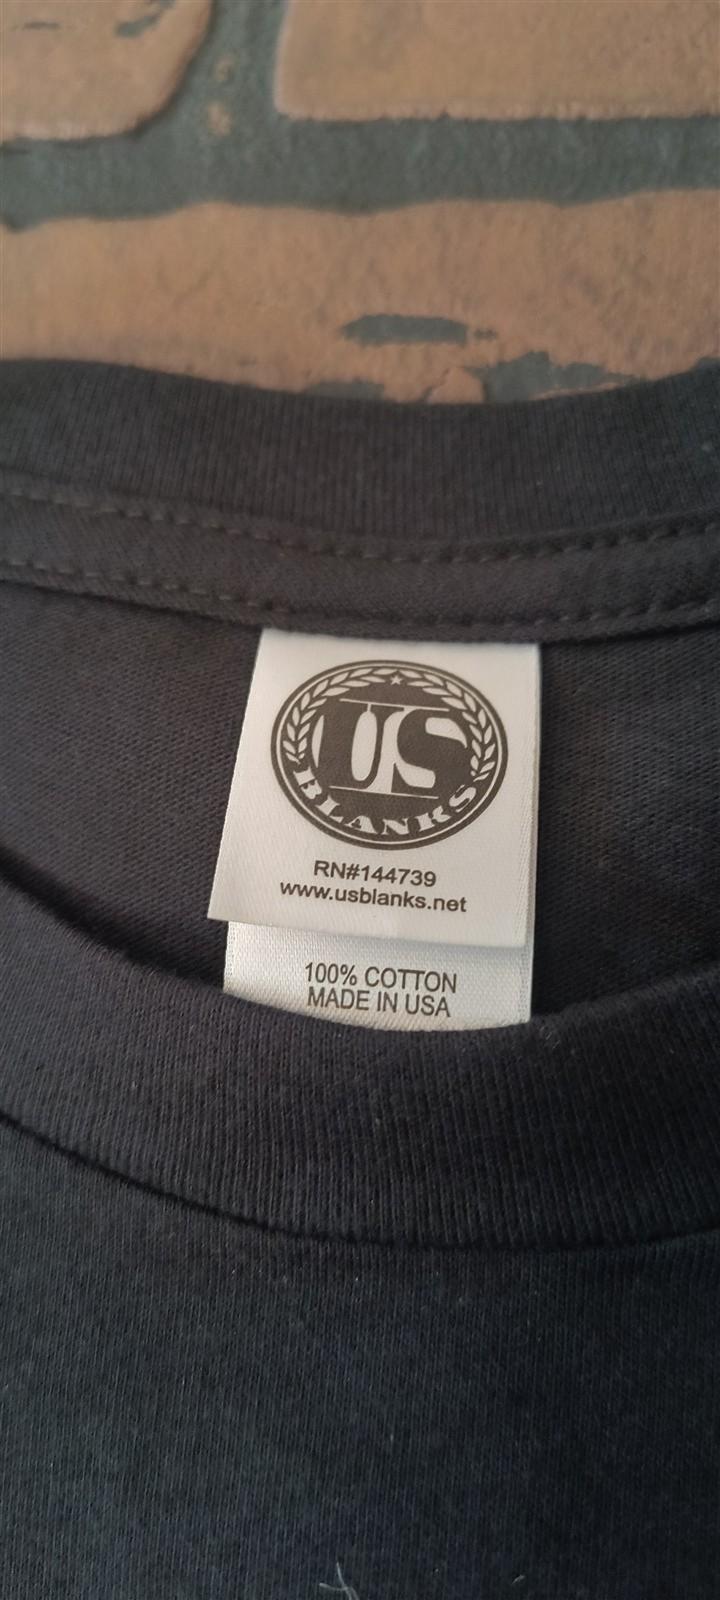 US
BLANKS
RN#144739
www.usblanks.net
100% COTTON
MADE IN USA